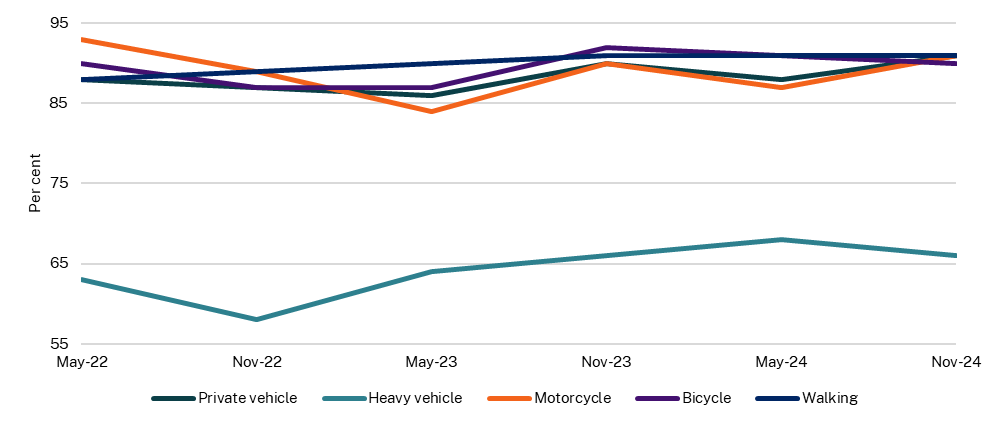 95
85
75
65
55
Per cent
May-22 Nov-22 May-23 Nov-23 May-24 Nov-24
Private vehicle Heavy vehicle Motorcycle Bicycle Walking